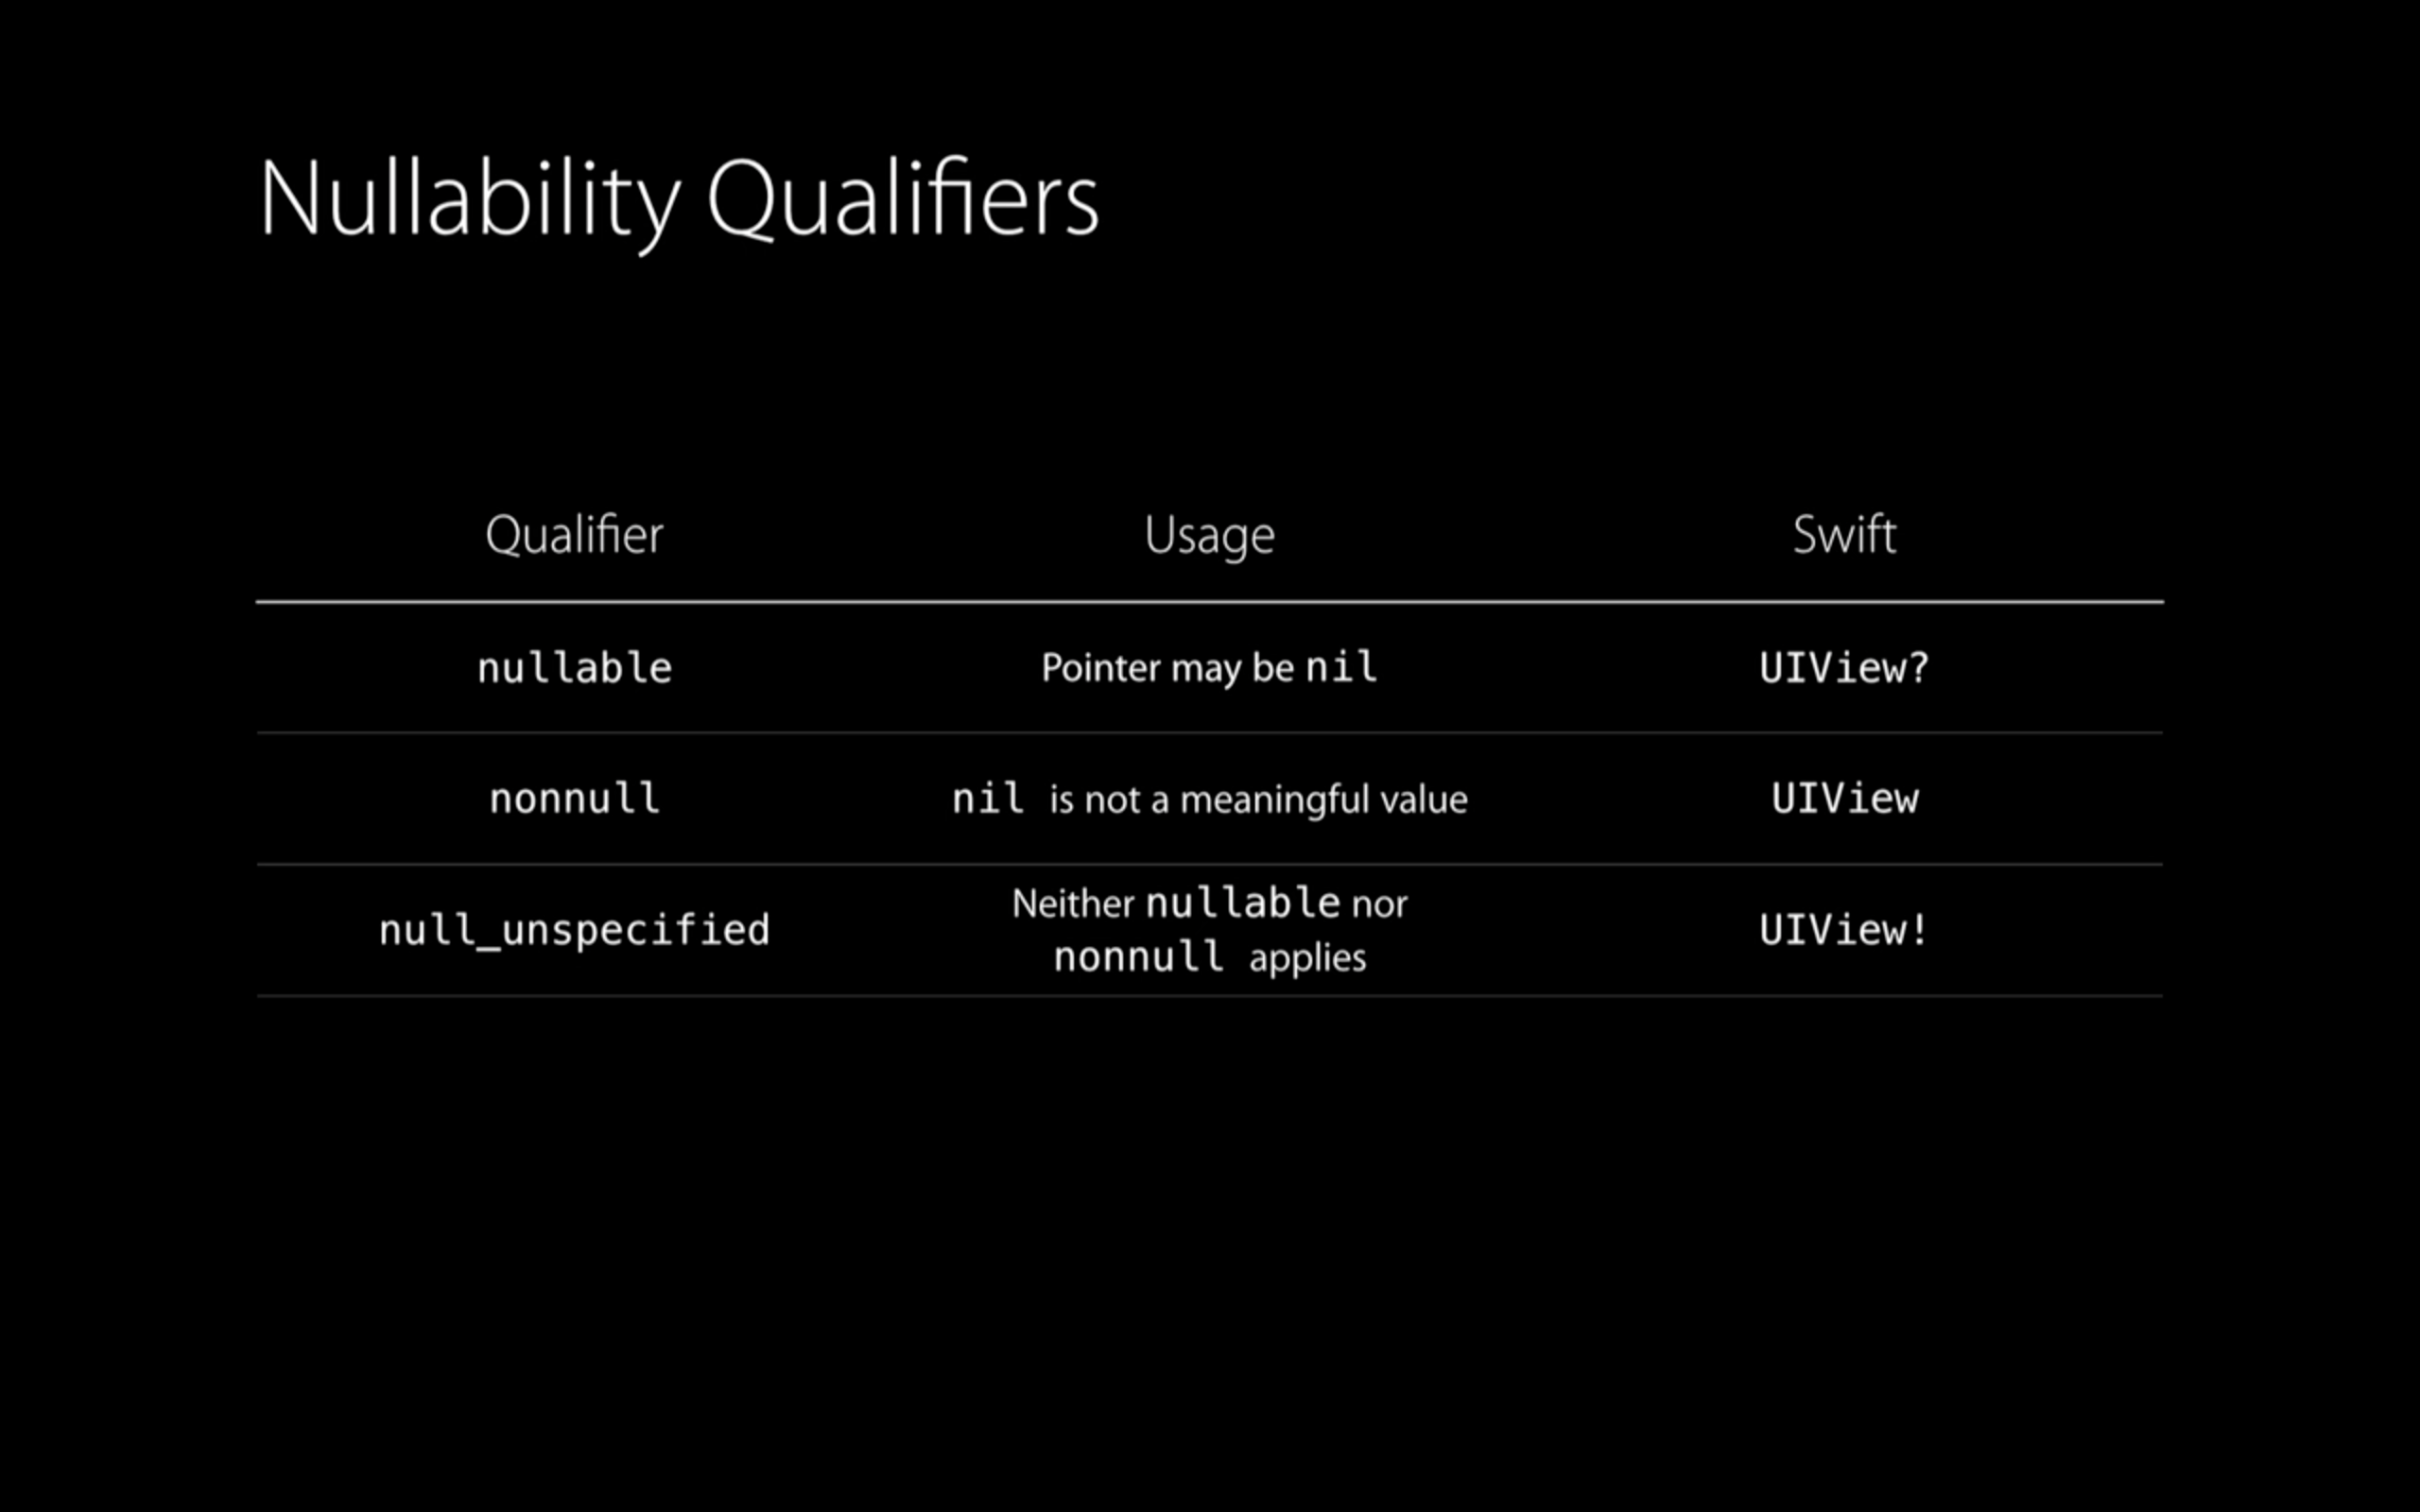 Nullability Qualifiers
Qualifier Usage Swift
nullable Pointer may be nil UIView?
nonnull nil is not a meaningful value UIView
null_unspecified Neither nullable nor UIView!
nonnull applies